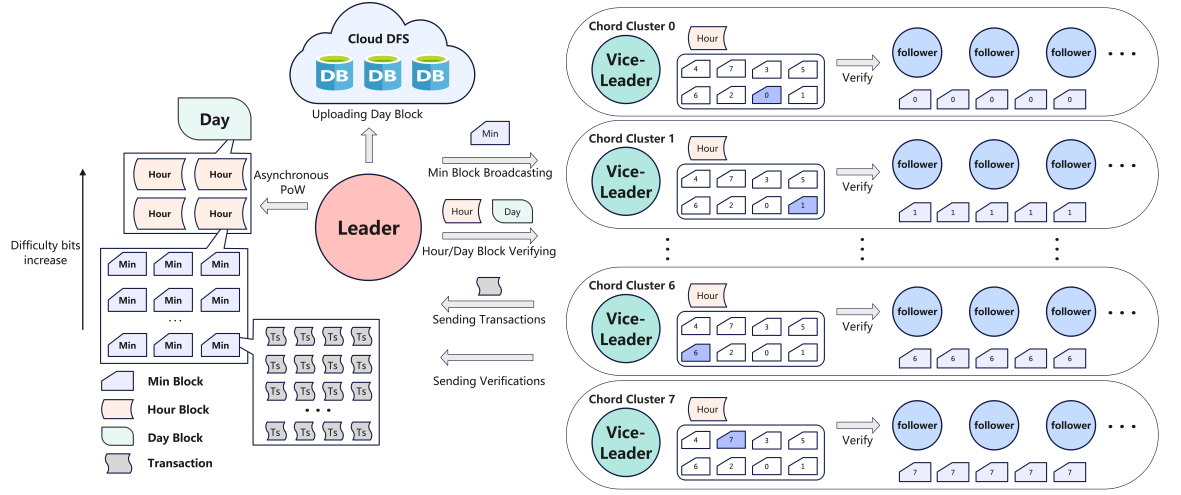 Cloud DFS
DB DB DB
Uploading Day Block
Day
Hour Hour
Hour Hour
Asynchronous
PoW
Leader
Difficulty bits
increase
Min Min Min
Min Min Min
...
Min Min Min
Ts Ts Ts Ts
Ts Ts Ts Ts
Ts Ts Ts Ts
...
Ts Ts Ts Ts
Min Block
Hour Block
Day Block
Transaction
Min
Min Block Broadcasting
Hour Day
Hour/Day Block Verifying
Sending Transactions
Sending Verifications
Chord Cluster 0
Vice-
Leader
Hour
4 7 3 5
6 2 0 1
Verify
follower follower follower ...
0 0 0 0 0
Chord Cluster 1
Vice-
Leader
Hour
4 7 3 5
6 2 0 1
Verify
follower follower follower ...
1 1 1 1 1
Chord Cluster 6
Vice-
Leader
Hour
4 7 3 5
6 2 0 1
Verify
follower follower follower ...
6 6 6 6 6
Chord Cluster 7
Vice-
Leader
Hour
4 7 3 5
6 2 0 1
Verify
follower follower follower ...
7 7 7 7 7